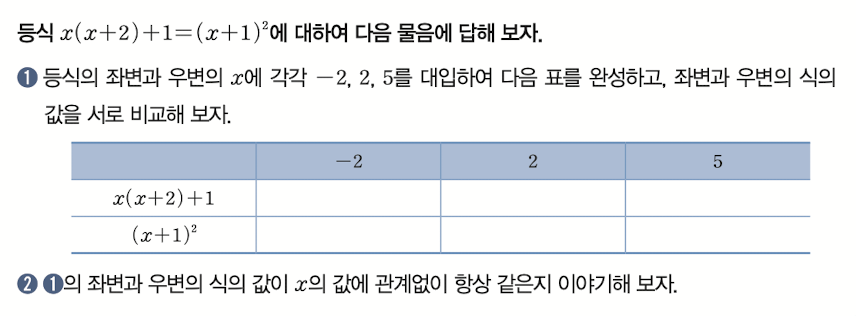 등식 x(x+2)+1=(x+1)²에 대하여 다음 물음에 답해 보자.
❶ 등식의 좌변과 우변의 x에 각각 −2, 2, 5를 대입하여 다음 표를 완성하고, 좌변과 우변의 식의
값을 서로 비교해 보자.
−2 2 5
x(x+2)+1
(x+1)²
❷ ❶의 좌변과 우변의 식의 값이 x의 값에 관계없이 항상 같은지 이야기해 보자.